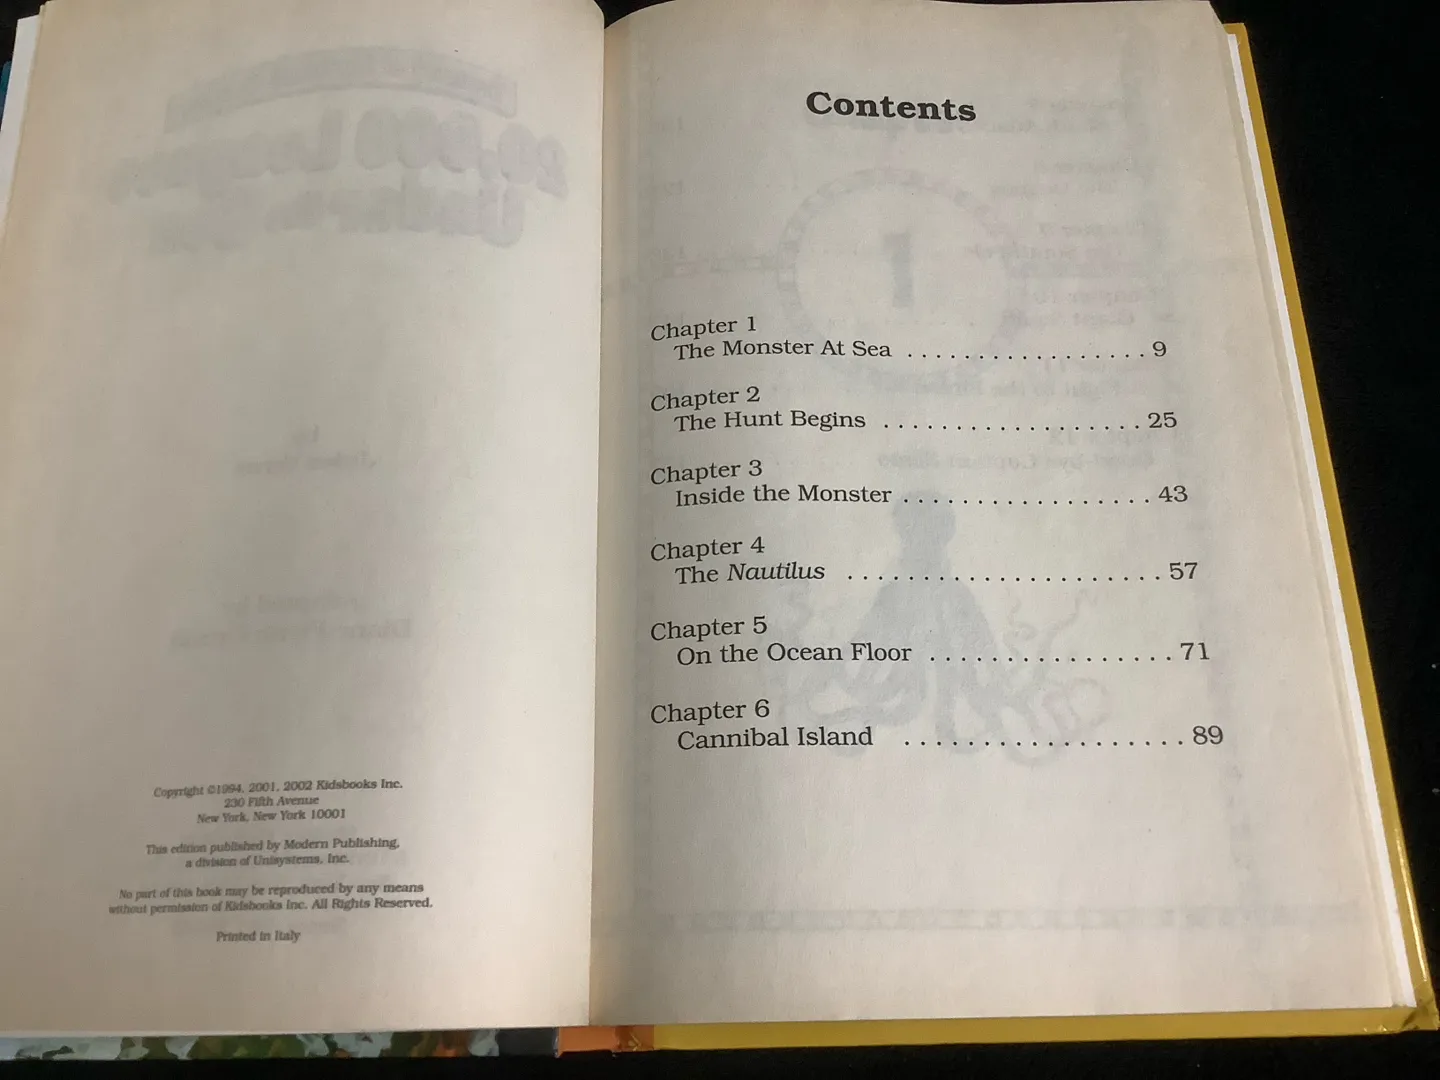 Copyright ©1994, 2001, 2002 Kidsbooks Inc.
230 Fifth Avenue
New York, New York 10001
This edition published by Modern Publishing,
a division of Unisystems, Inc.
No part of this book may be reproduced by any means
without permission of Kidsbooks Inc. All Rights Reserved.
Printed in Italy
Contents
Chapter 1
The Monster At Sea . . . . . . . . . . . . . . . . . 9
Chapter 2
The Hunt Begins . . . . . . . . . . . . . . . . . . 25
Chapter 3
Inside the Monster . . . . . . . . . . . . . . . . . 43
Chapter 4
The Nautilus . . . . . . . . . . . . . . . . . . . . . . 57
Chapter 5
On the Ocean Floor . . . . . . . . . . . . . . . . . 71
Chapter 6
Cannibal Island . . . . . . . . . . . . . . . . . . . 89